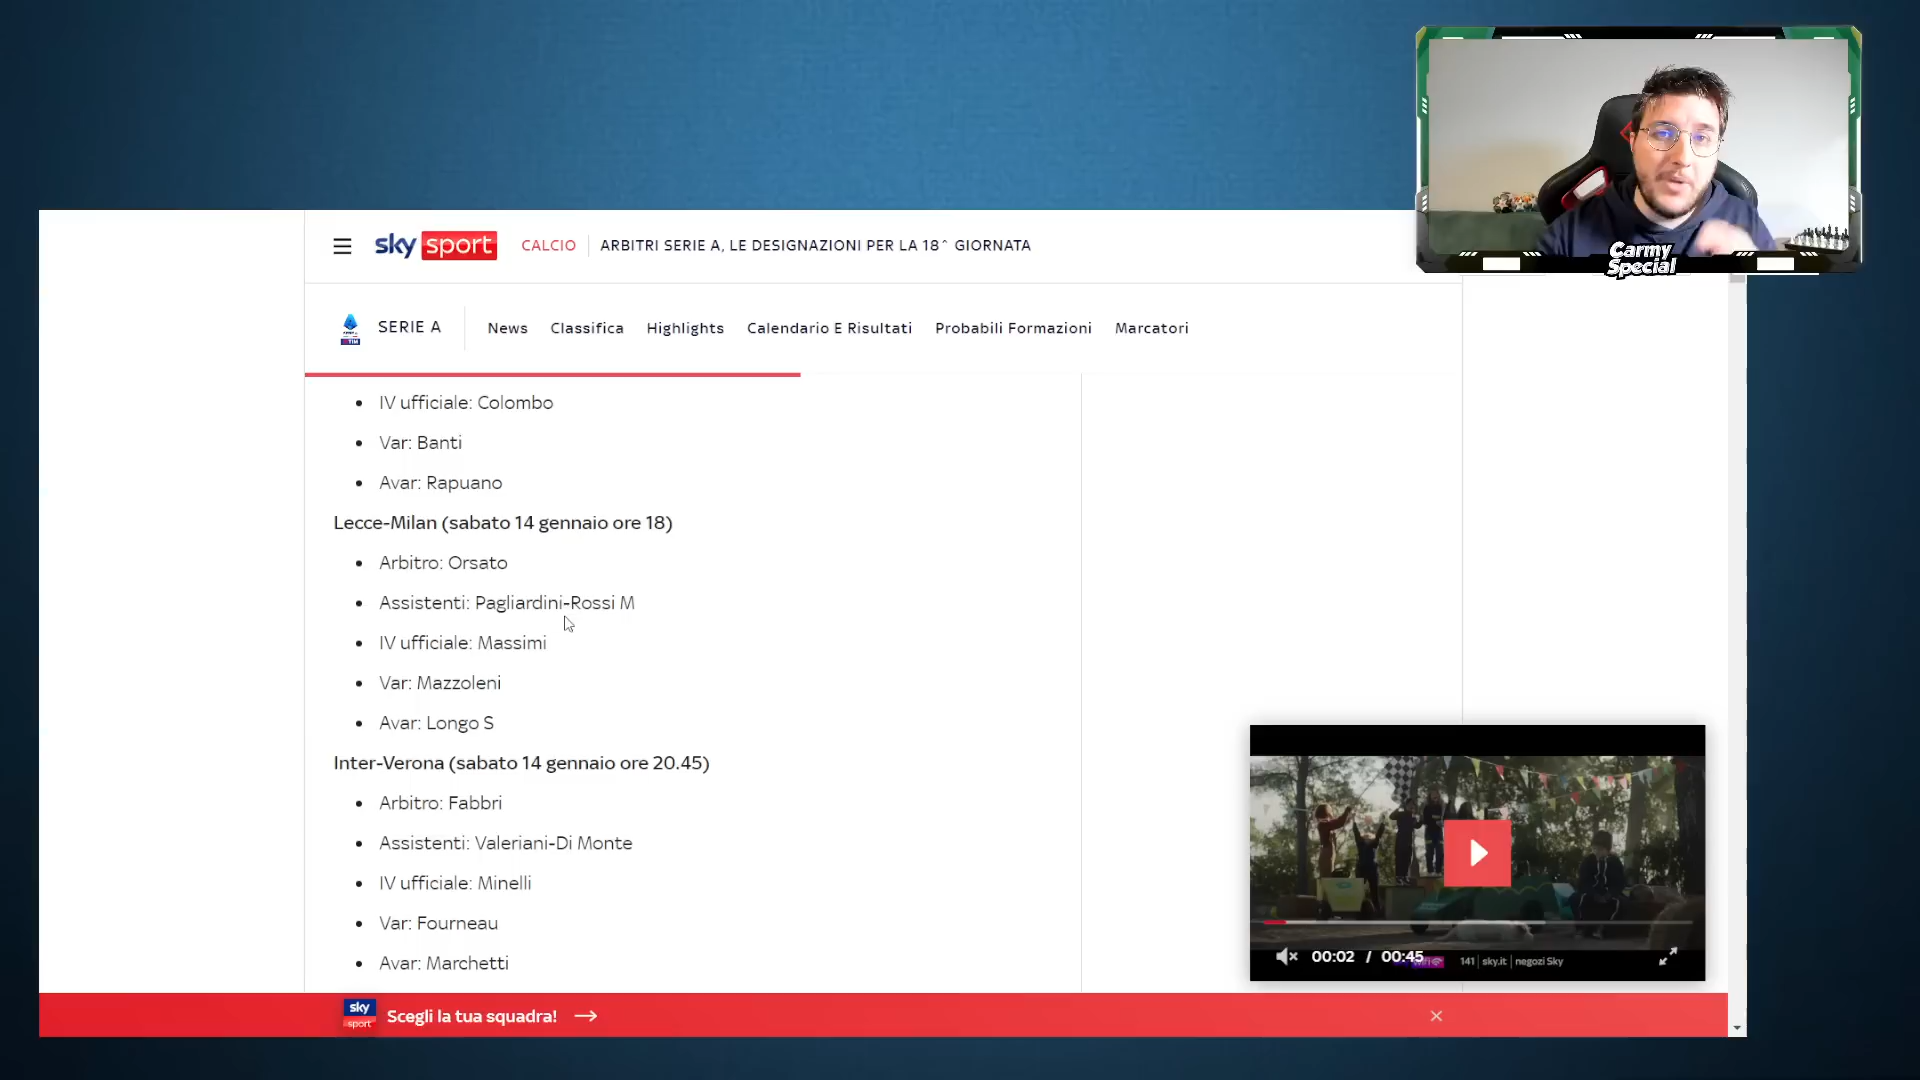 Carmy
Special
sky sport CALCIO ARBITRI SERIE A, LE DESIGNAZIONI PER LA 18^ GIORNATA
SERIE A News Classifica Highlights Calendario E Risultati Probabili Formazioni Marcatori
IV ufficiale: Colombo
Var: Banti
Avar: Rapuano
Lecce-Milan (sabato 14 gennaio ore 18)
Arbitro: Orsato
Assistenti: Pagliardini-Rossi M
IV ufficiale: Massimi
Var: Mazzoleni
Avar: Longo S
Inter-Verona (sabato 14 gennaio ore 20.45)
Arbitro: Fabbri
Assistenti: Valeriani-Di Monte
IV ufficiale: Minelli
Var: Fourneau
Avar: Marchetti
00:02 / 00:45 141 | sky.it | negozi Sky
sky sport Scegli la tua squadra!